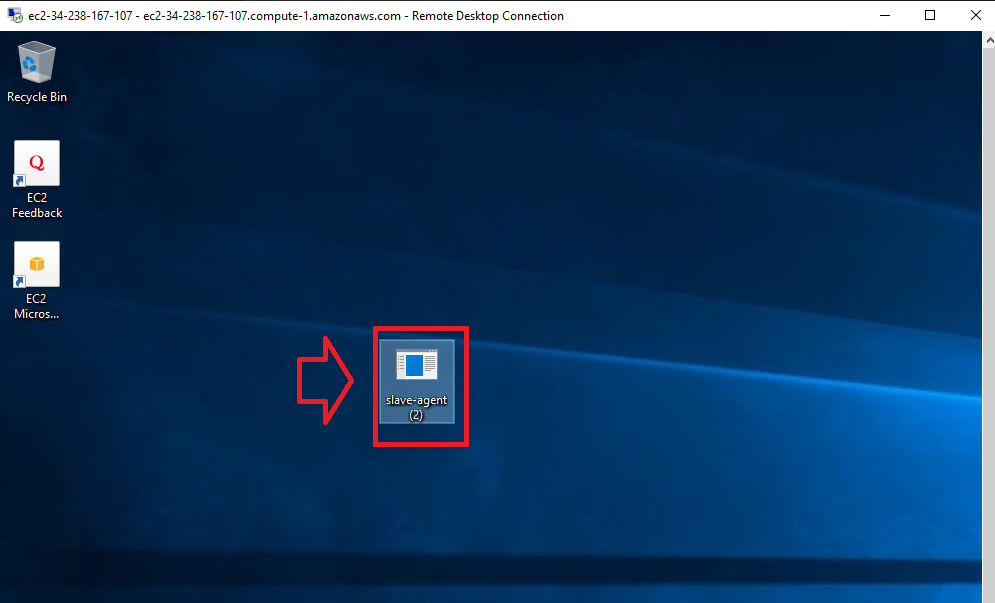 ec2-34-238-167-107 - ec2-34-238-167-107.compute-1.amazonaws.com - Remote Desktop Connection
Recycle Bin
Q
EC2
Feedback
EC2
Micros...
slave-agent
(2)